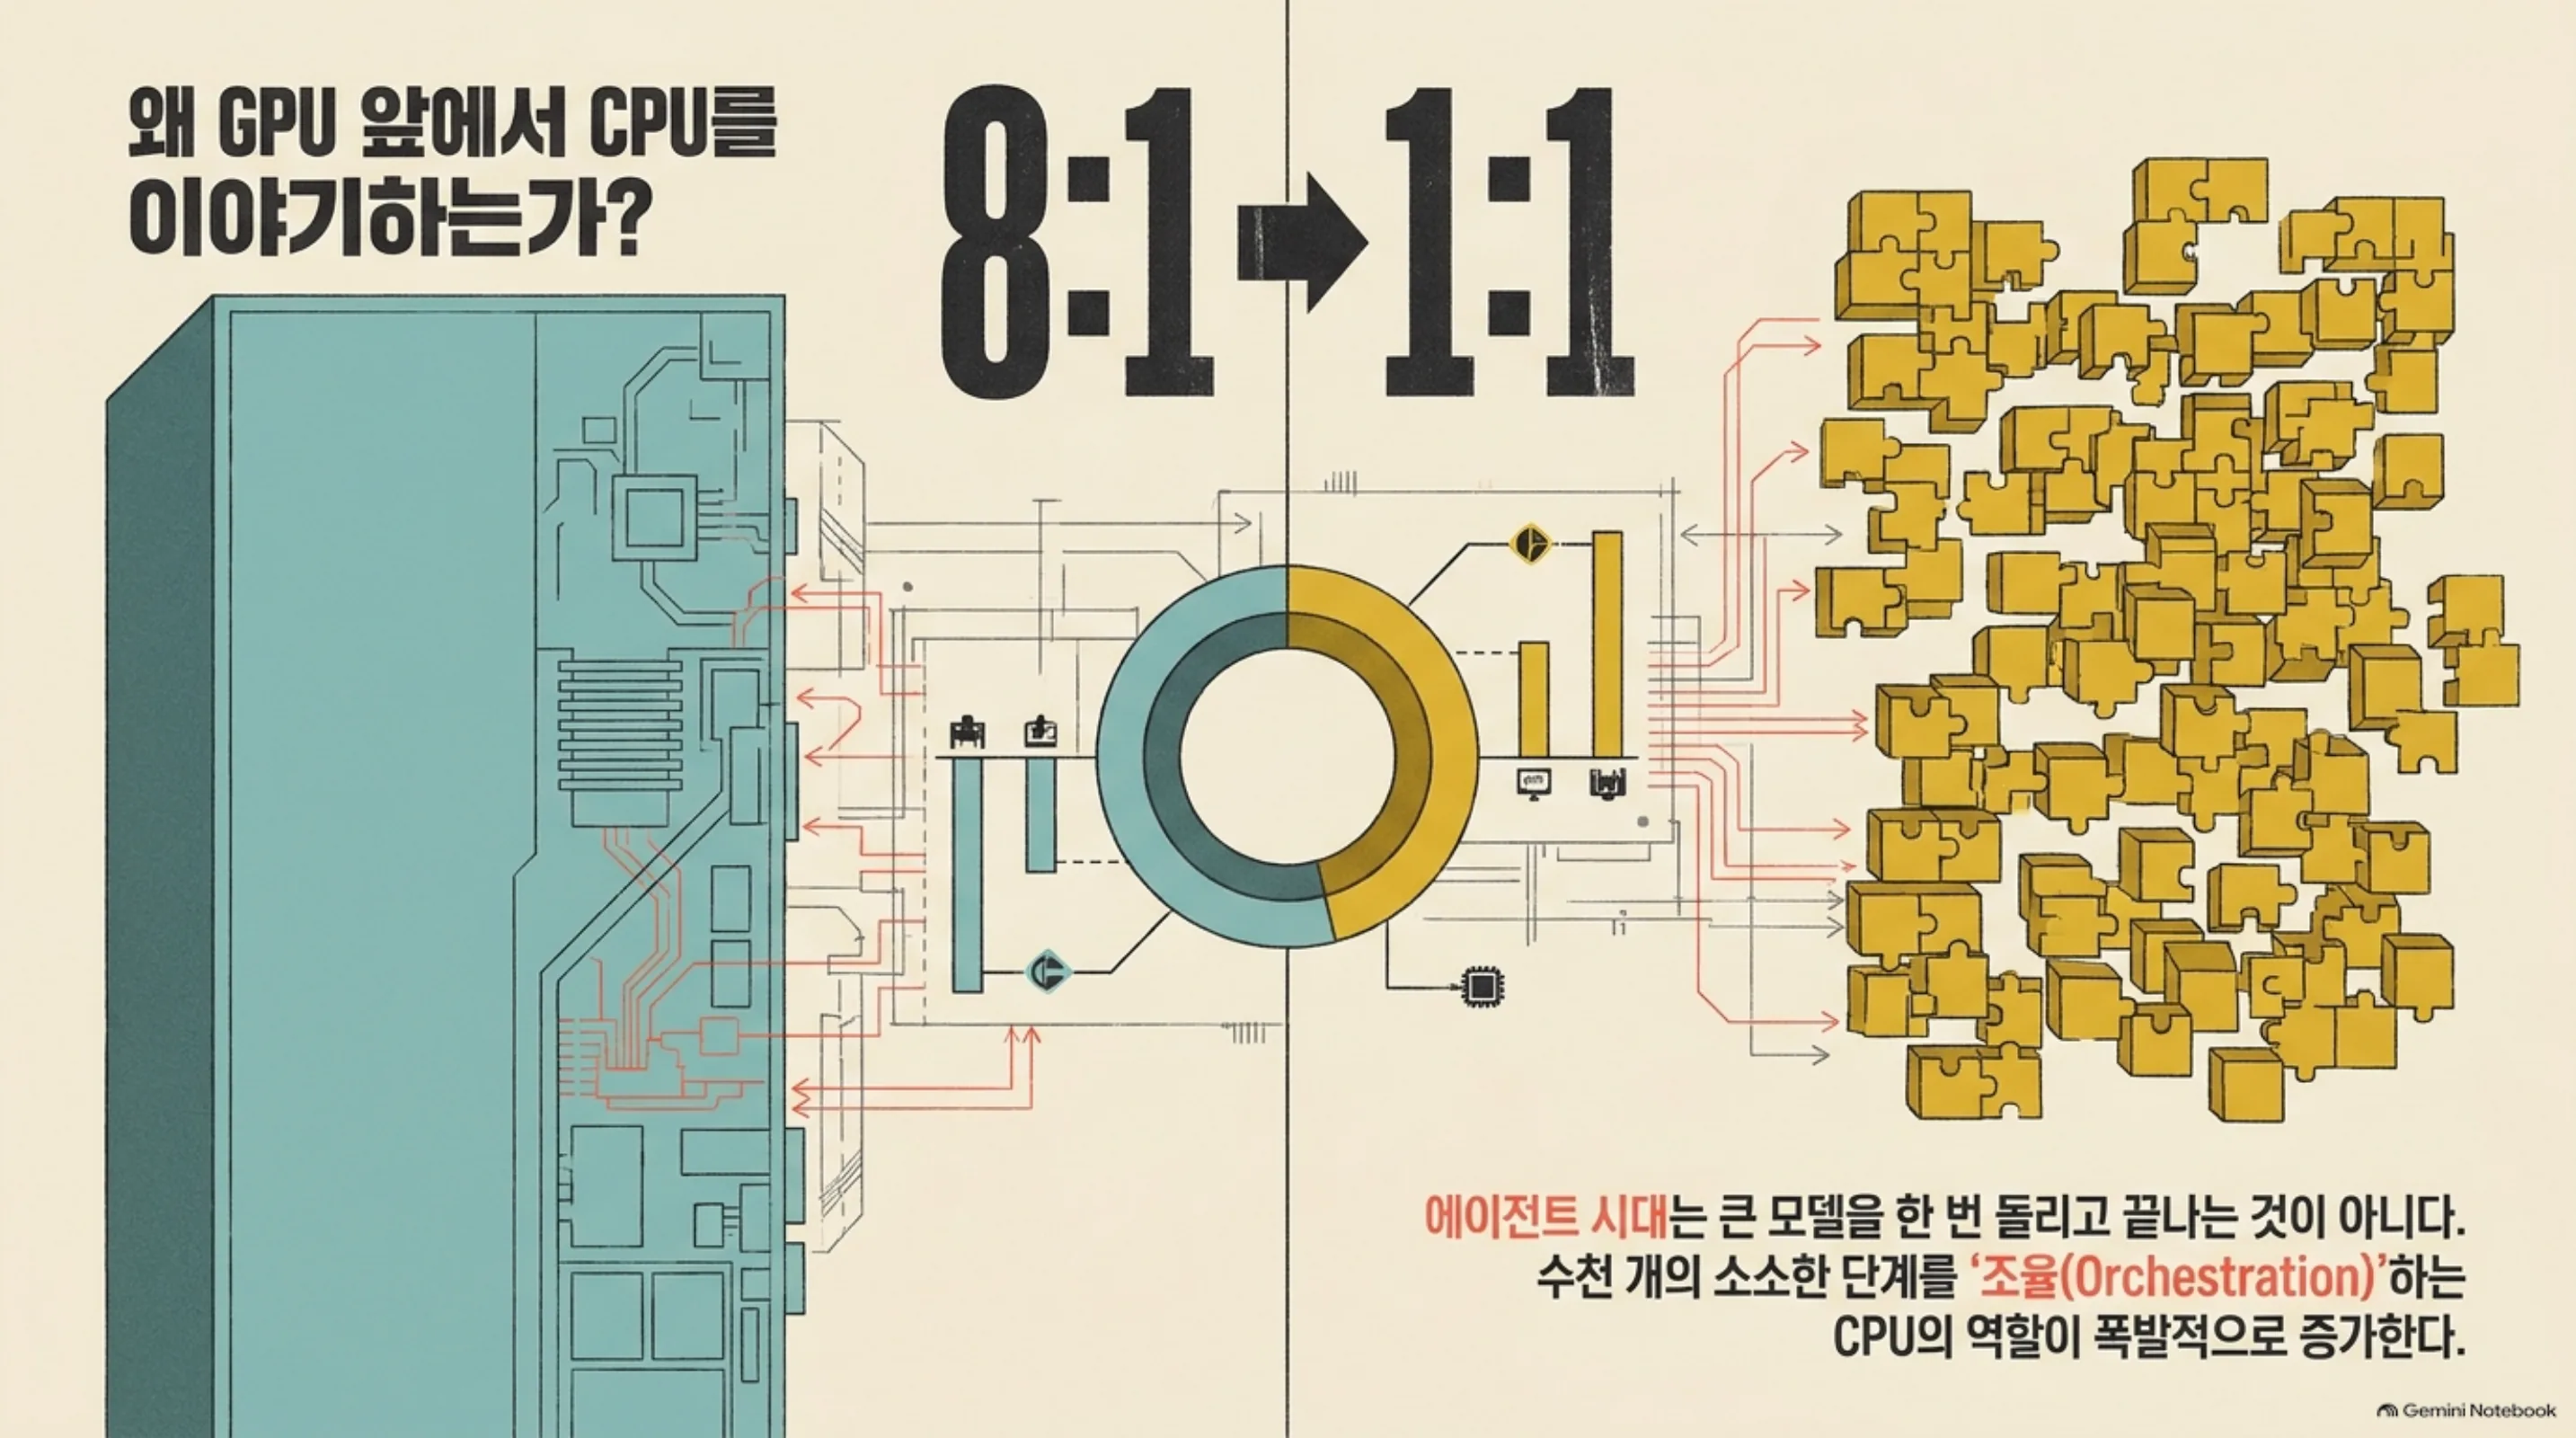 왜 GPU 앞에서 CPU를
이야기하는가?
8:1 1:1
에이전트 시대는 큰 모델을 한 번 돌리고 끝나는 것이 아니다.
수천 개의 소소한 단계를 ‘조율(Orchestration)’하는
CPU의 역할이 폭발적으로 증가한다.
Gemini Notebook